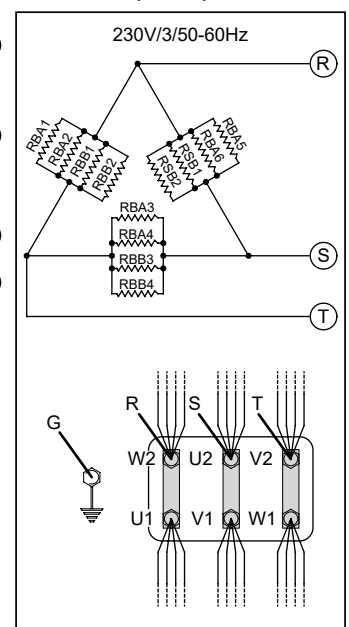 230V/3/50-60Hz
R
RBA1
RBA2
RBB1
RBB2
RBA5
RBA6
RSB1
RSB2
RBA3
RBA4
RBB3
RBB4
S
T
R S T
G
W2 U2 V2
U1 V1 W1